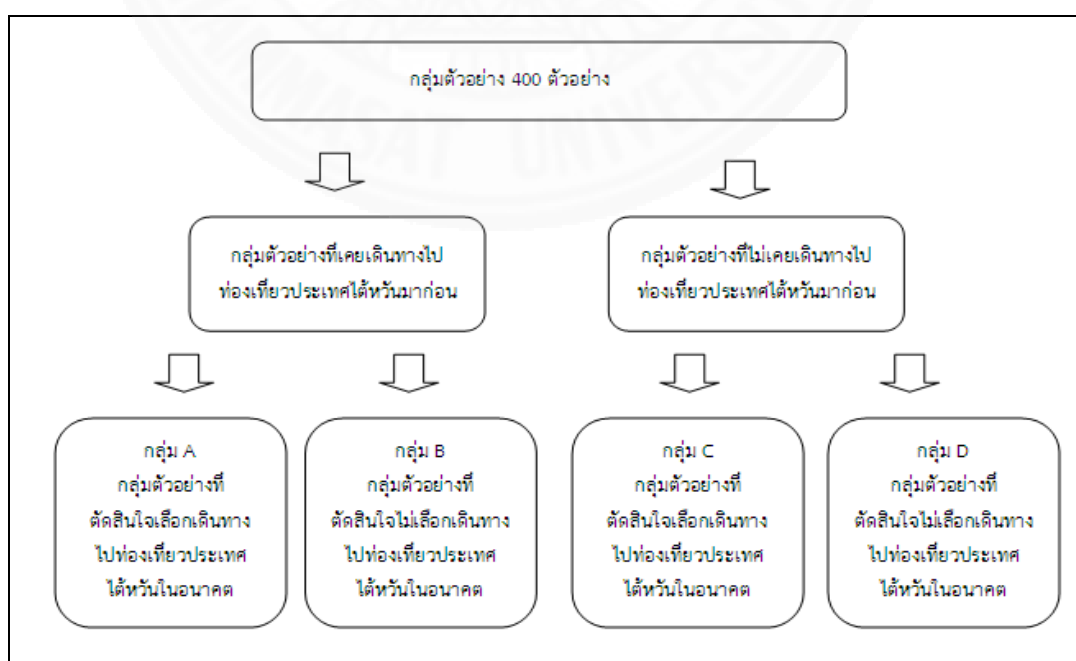 กลุ่มตัวอย่าง 400 ตัวอย่าง
กลุ่มตัวอย่างที่เคยเดินทางไป
ท่องเที่ยวประเทศไต้หวันมาก่อน
กลุ่มตัวอย่างที่ไม่เคยเดินทางไป
ท่องเที่ยวประเทศไต้หวันมาก่อน
กลุ่ม A
กลุ่มตัวอย่างที่
ตัดสินใจเลือกเดินทาง
ไปท่องเที่ยวประเทศ
ไต้หวันในอนาคต
กลุ่ม B
กลุ่มตัวอย่างที่
ตัดสินใจไม่เลือกเดินทาง
ไปท่องเที่ยวประเทศ
ไต้หวันในอนาคต
กลุ่ม C
กลุ่มตัวอย่างที่
ตัดสินใจเลือกเดินทาง
ไปท่องเที่ยวประเทศ
ไต้หวันในอนาคต
กลุ่ม D
กลุ่มตัวอย่างที่
ตัดสินใจไม่เลือกเดินทาง
ไปท่องเที่ยวประเทศ
ไต้หวันในอนาคต